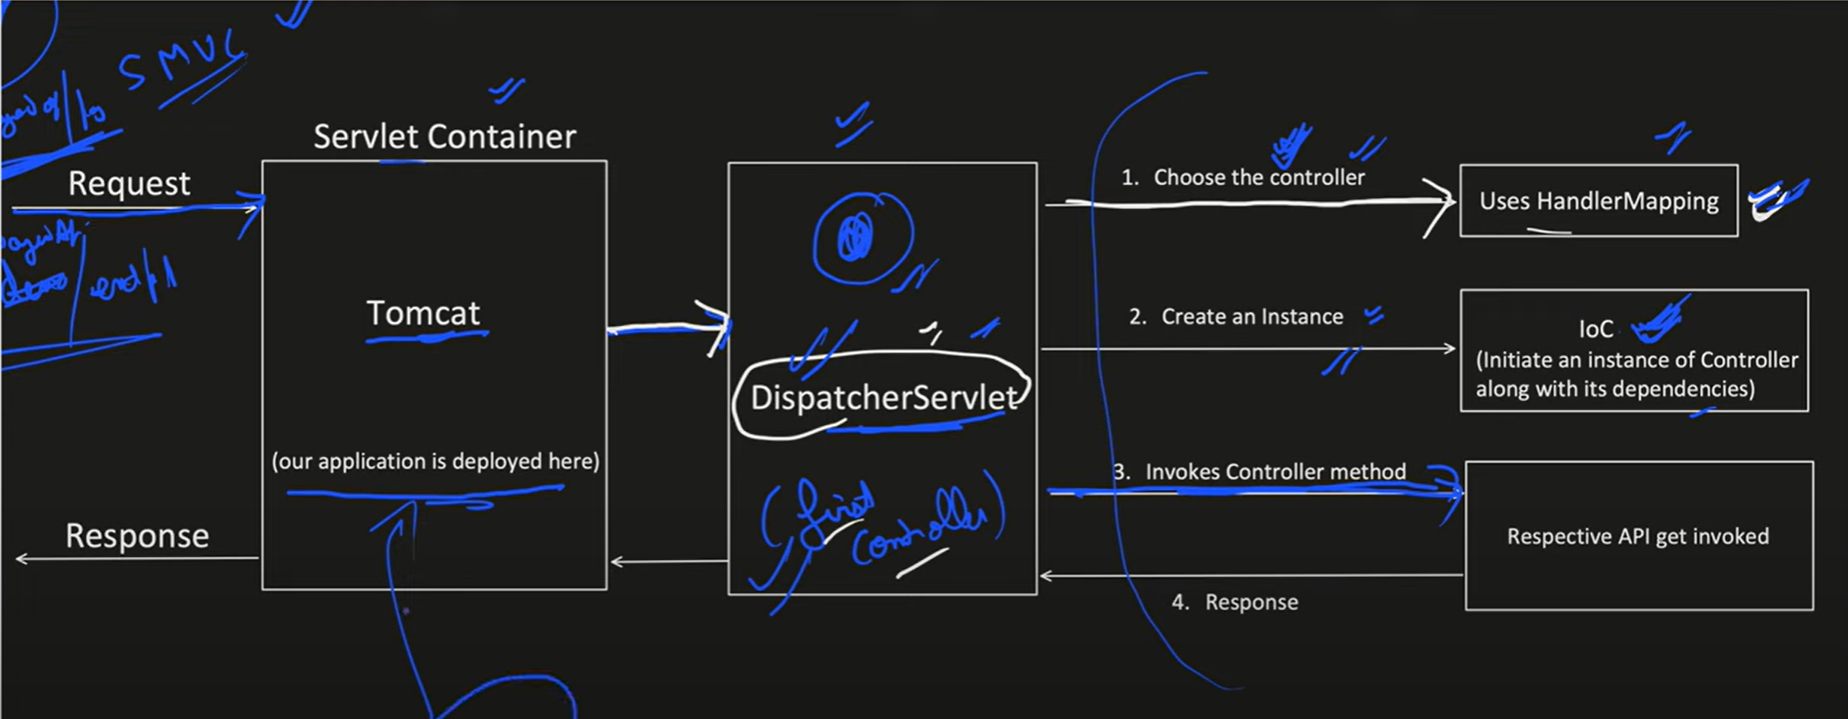 SMVC
Servlet Container
Request
Tomcat
(our application is deployed here)
Response
DispatcherServlet
(first
controller)
1. Choose the controller
Uses HandlerMapping
2. Create an Instance
IoC
(Initiate an instance of Controller
along with its dependencies)
3. Invokes Controller method
Respective API get invoked
4. Response